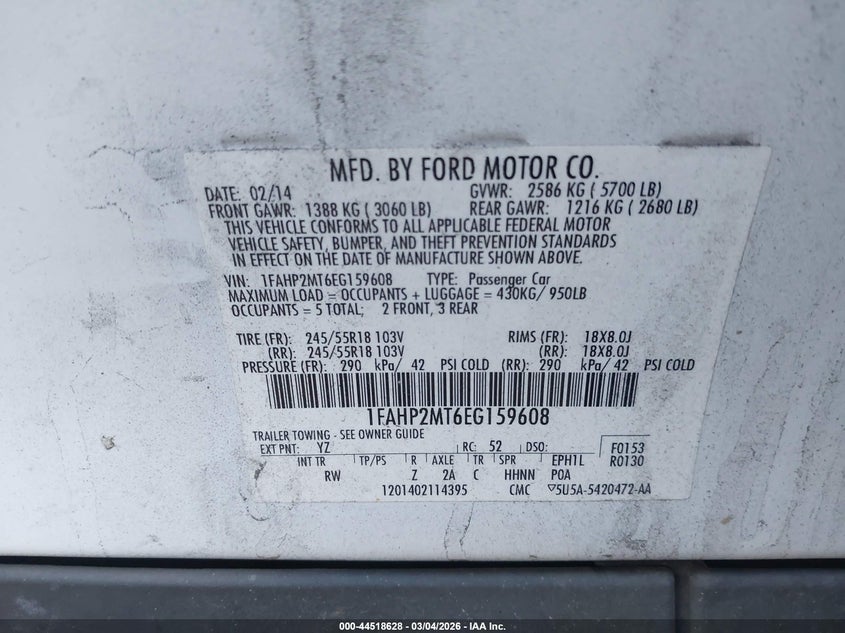 MFD. BY FORD MOTOR CO.
DATE: 02/14 GVWR: 2586 KG ( 5700 LB)
FRONT GAWR: 1388 KG ( 3060 LB) REAR GAWR: 1216 KG ( 2680 LB)
THIS VEHICLE CONFORMS TO ALL APPLICABLE FEDERAL MOTOR
VEHICLE SAFETY, BUMPER, AND THEFT PREVENTION STANDARDS
IN EFFECT ON THE DATE OF MANUFACTURE SHOWN ABOVE.
VIN: 1FAHP2MT6EG159608 TYPE: Passenger Car
MAXIMUM LOAD = OCCUPANTS + LUGGAGE = 430KG/ 950LB
OCCUPANTS = 5 TOTAL; 2 FRONT, 3 REAR
TIRE (FR): 245/55R18 103V RIMS (FR): 18X8.0J
(RR): 245/55R18 103V (RR): 18X8.0J
PRESSURE (FR): 290 kPa/ 42 PSI COLD (RR): 290 kPa/ 42 PSI COLD
1FAHP2MT6EG159608
TRAILER TOWING - SEE OWNER GUIDE
EXT PNT: YZ RC: 52 DSO: F0153
INT TR TP/PS R AXLE TR SPR EPH1L R0130
RW Z 2A C HHNN POA
1201402114395 CMC ▽5U5A-5420472-AA
000-44518628 - 03/04/2026 - IAA Inc.